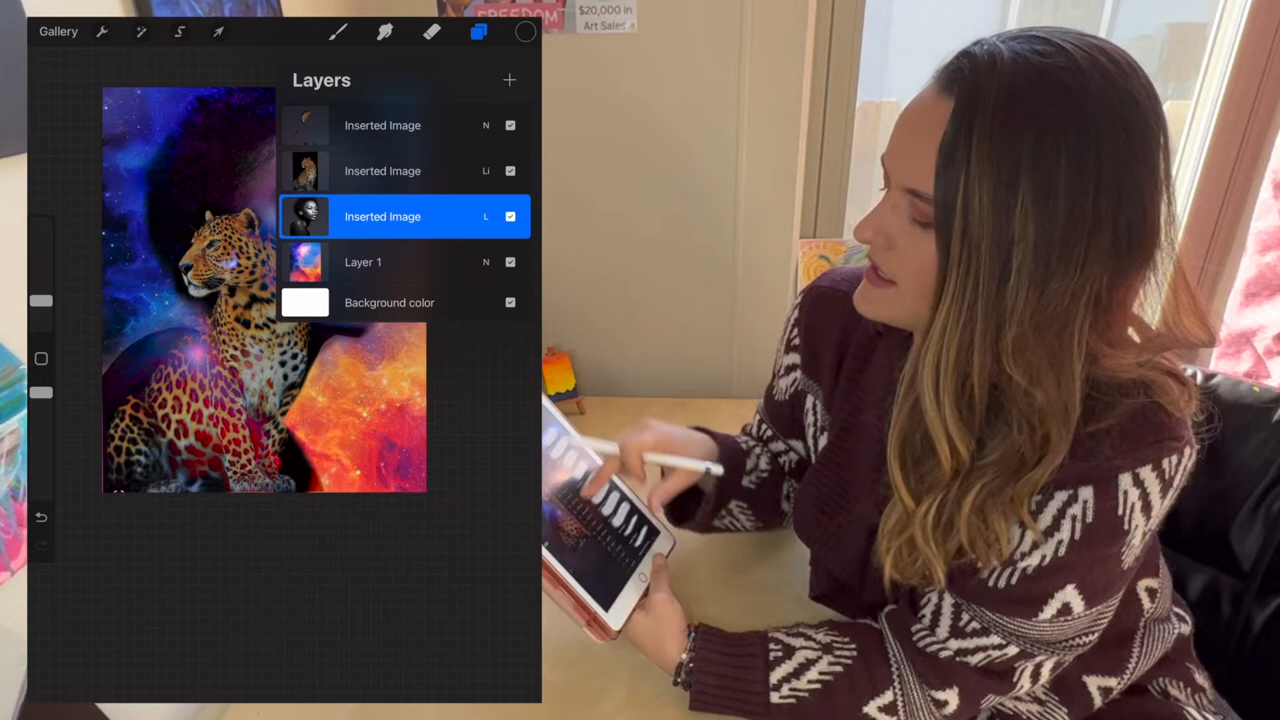 Gallery
Layers
Inserted Image N
Inserted Image Li
Inserted Image L
Layer 1 N
Background color
FREEDOM
$20,000 in
Art Sales